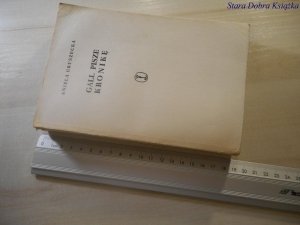 Stara Dobra Książka
ANIELA GRUSZECKA
GALL PISZE
KRONIKĘ